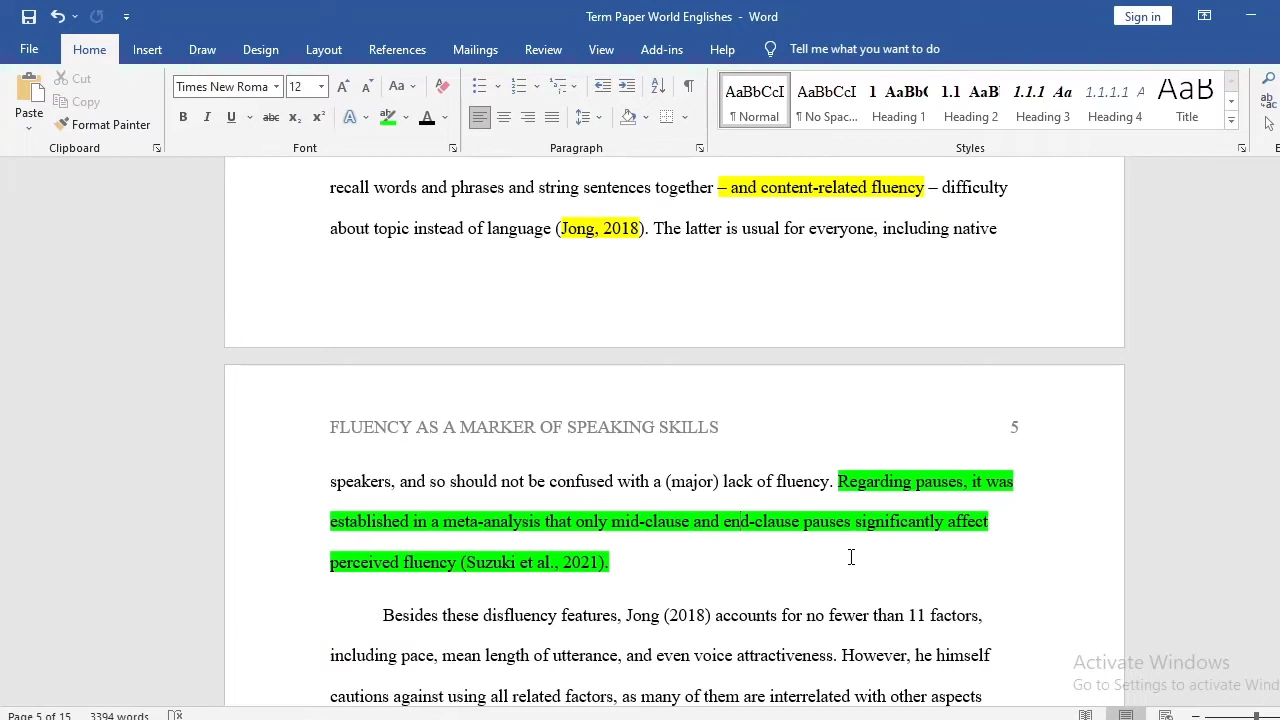 Term Paper World Englishes - Word
Sign in
File Home Insert Draw Design Layout References Mailings Review View Add-ins Help Tell me what you want to do
Paste
Cut
Copy
Format Painter
Clipboard
Times New Roma 12
Font
Paragraph
AaBbCcI AaBbCcI 1 AaBb( 1.1 AaB 1.1.1 Aa 1.1.1.1 A AaB
¶ Normal ¶ No Spac... Heading 1 Heading 2 Heading 3 Heading 4 Title
Styles
recall words and phrases and string sentences together – and content-related fluency – difficulty
about topic instead of language (Jong, 2018). The latter is usual for everyone, including native
FLUENCY AS A MARKER OF SPEAKING SKILLS 5
speakers, and so should not be confused with a (major) lack of fluency. Regarding pauses, it was
established in a meta-analysis that only mid-clause and end-clause pauses significantly affect
perceived fluency (Suzuki et al., 2021).
Besides these disfluency features, Jong (2018) accounts for no fewer than 11 factors,
including pace, mean length of utterance, and even voice attractiveness. However, he himself
cautions against using all related factors, as many of them are interrelated with other aspects
Activate Windows
Go to Settings to activate Wind
Page 5 of 15 3394 words